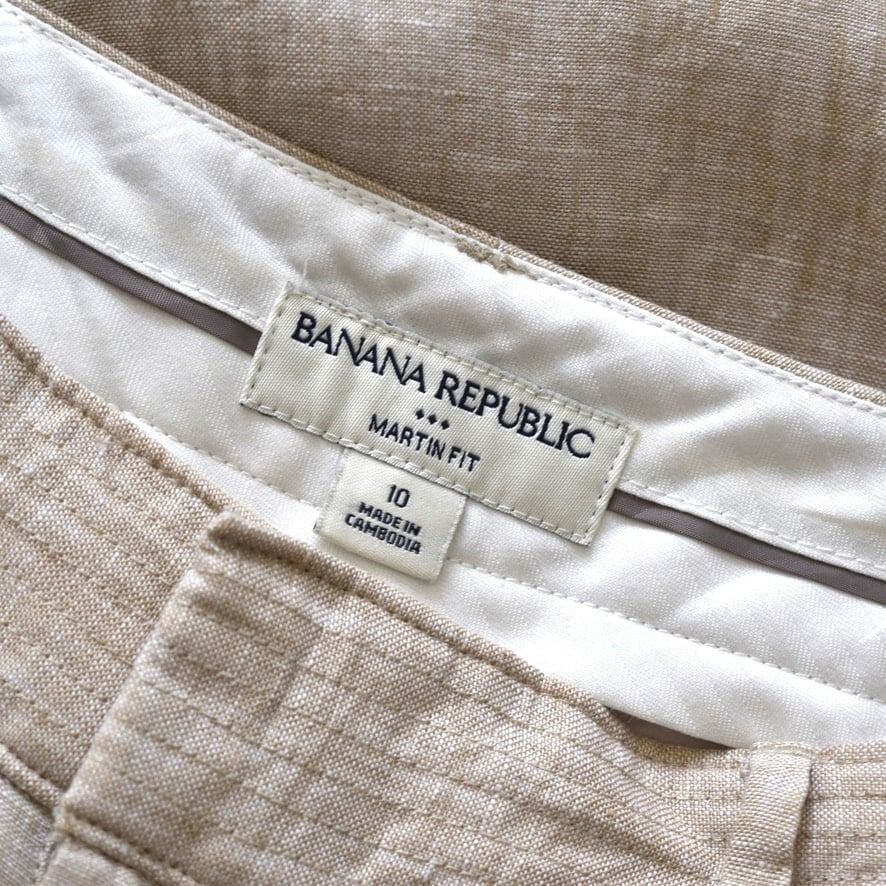 BANANA REPUBLIC
MARTIN FIT
10
MADE IN
CAMBODIA